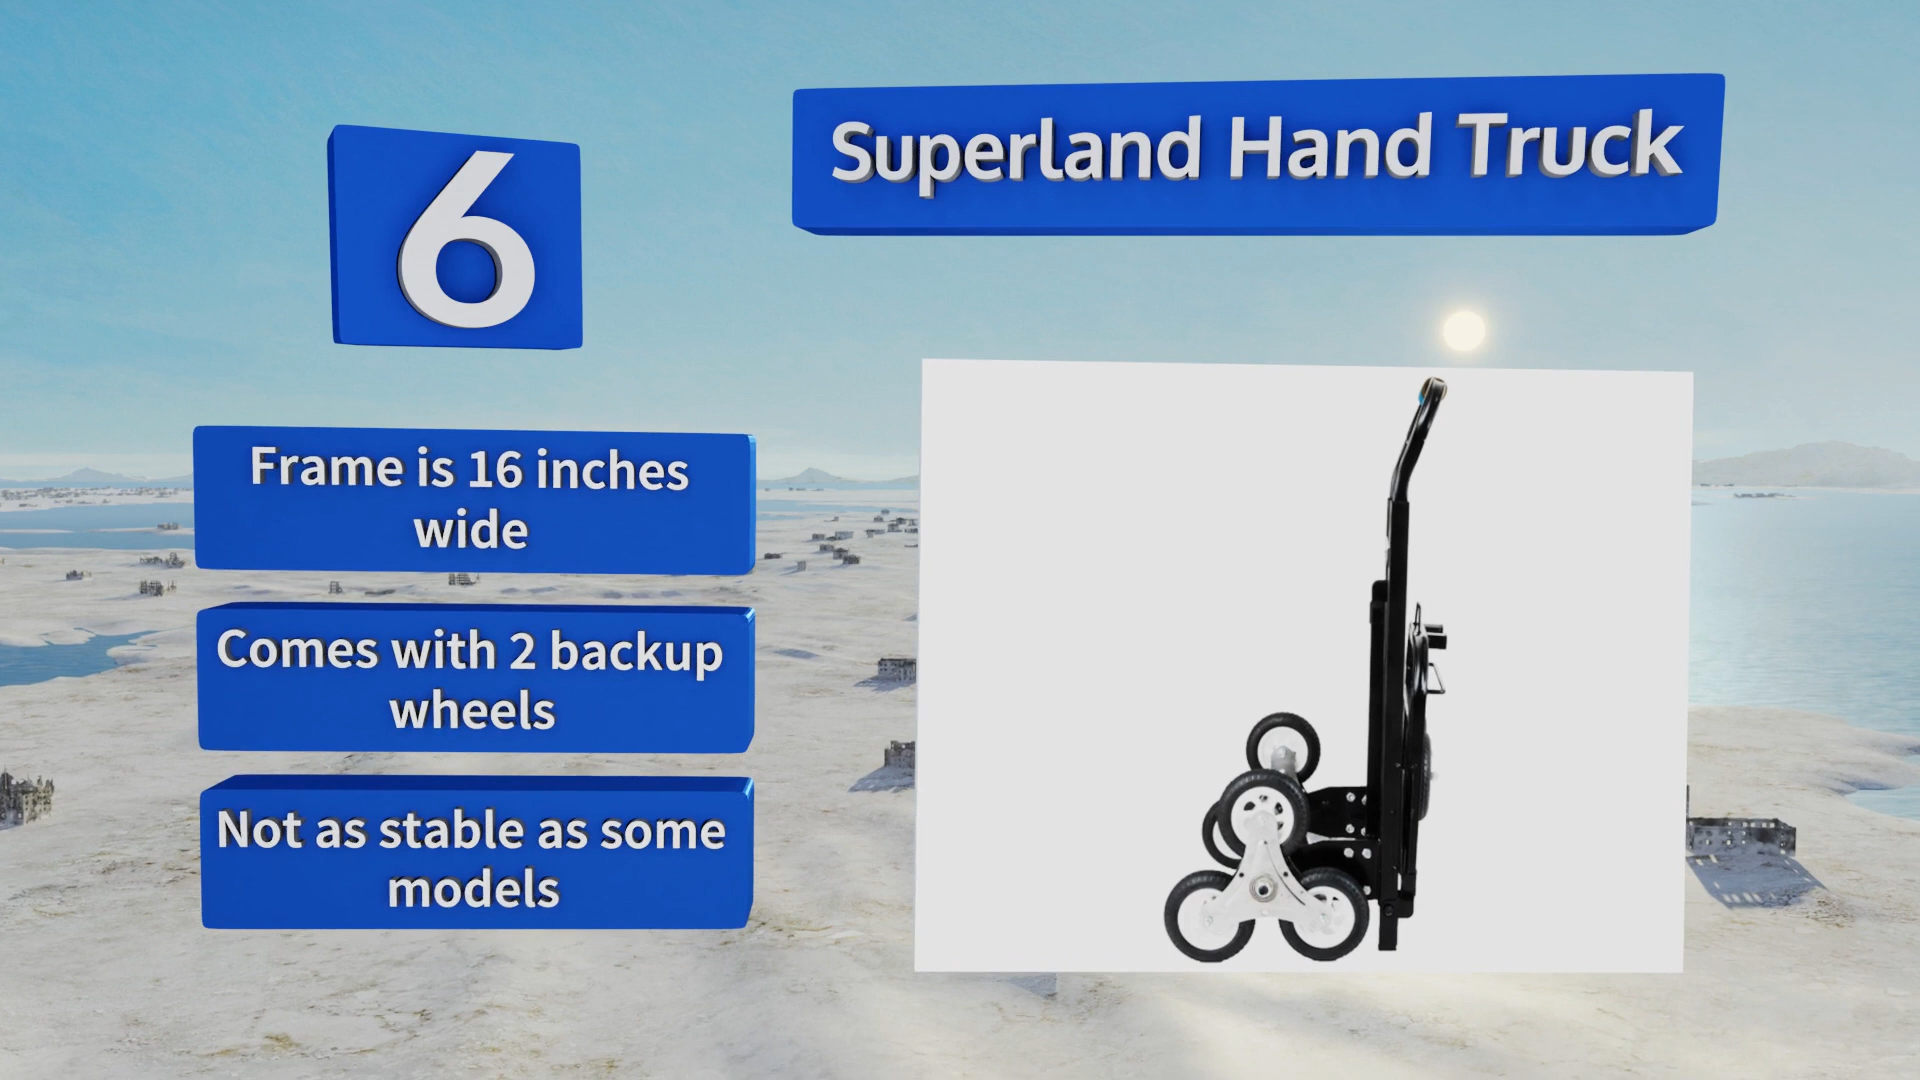 6
Superland Hand Truck
Frame is 16 inches
wide
Comes with 2 backup
wheels
Not as stable as some
models